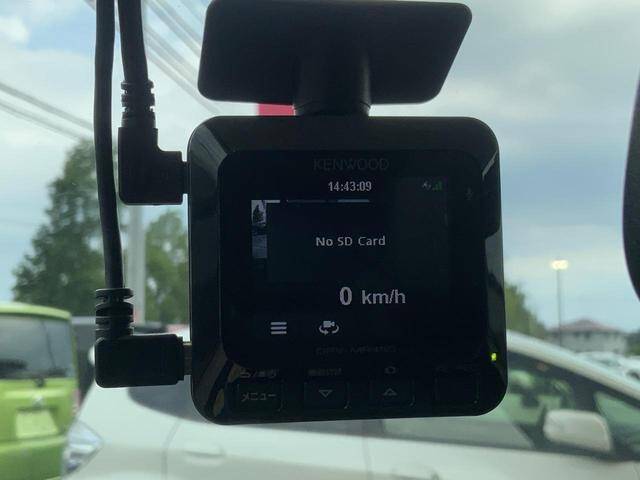 KENWOOD
14:43:09
No SD Card
0 km/h
メニュー